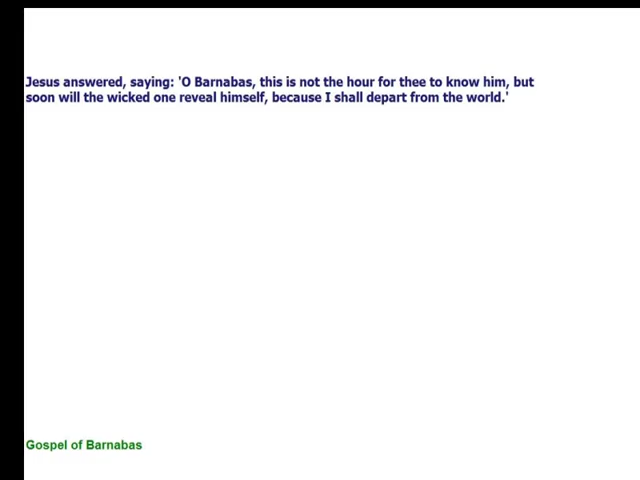 Jesus answered, saying: 'O Barnabas, this is not the hour for thee to know him, but
soon will the wicked one reveal himself, because I shall depart from the world.'
Gospel of Barnabas